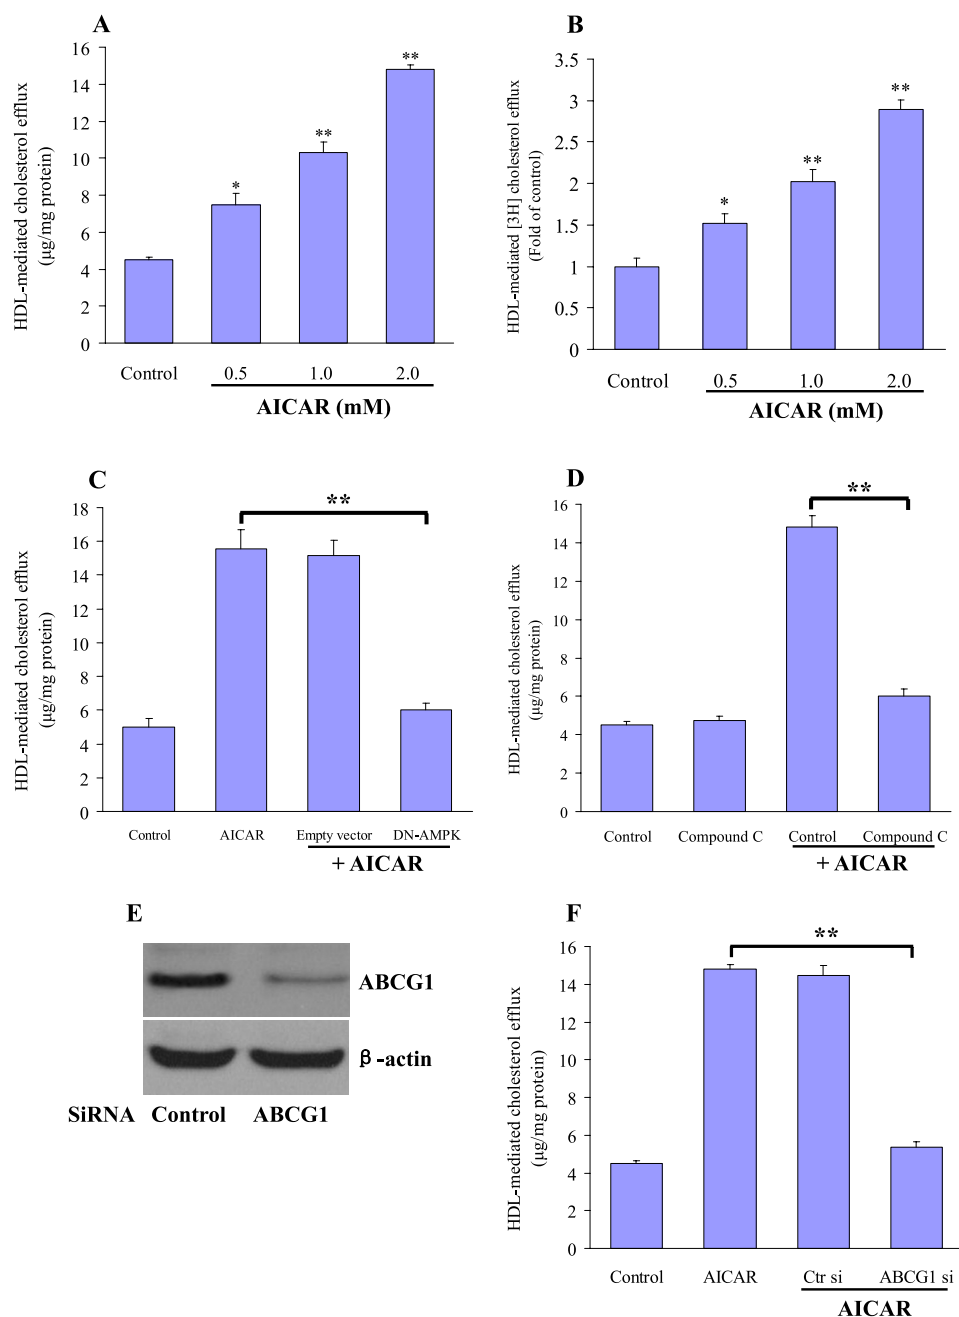 A
HDL-mediated cholesterol efflux
(μg/mg protein)
16
14
12
10
8
6
4
2
0
*
**
**
Control
0.5
1.0
2.0
AICAR (mM)
B
HDL-mediated [3H] cholesterol efflux
(Fold of control)
3.5
3
2.5
2
1.5
1
0.5
0
*
**
**
Control
0.5
1.0
2.0
AICAR (mM)
C
HDL-mediated cholesterol efflux
(μg/mg protein)
18
16
14
12
10
8
6
4
2
0
**
Control
AICAR
Empty vector
DN-AMPK
+ AICAR
D
HDL-mediated cholesterol efflux
(μg/mg protein)
16
14
12
10
8
6
4
2
0
**
Control
Compound C
Control
Compound C
+ AICAR
E
ABCG1
β-actin
SiRNA Control ABCG1
F
HDL-mediated cholesterol efflux
(μg/mg protein)
16
14
12
10
8
6
4
2
0
**
Control
AICAR
Ctr si
ABCG1 si
AICAR